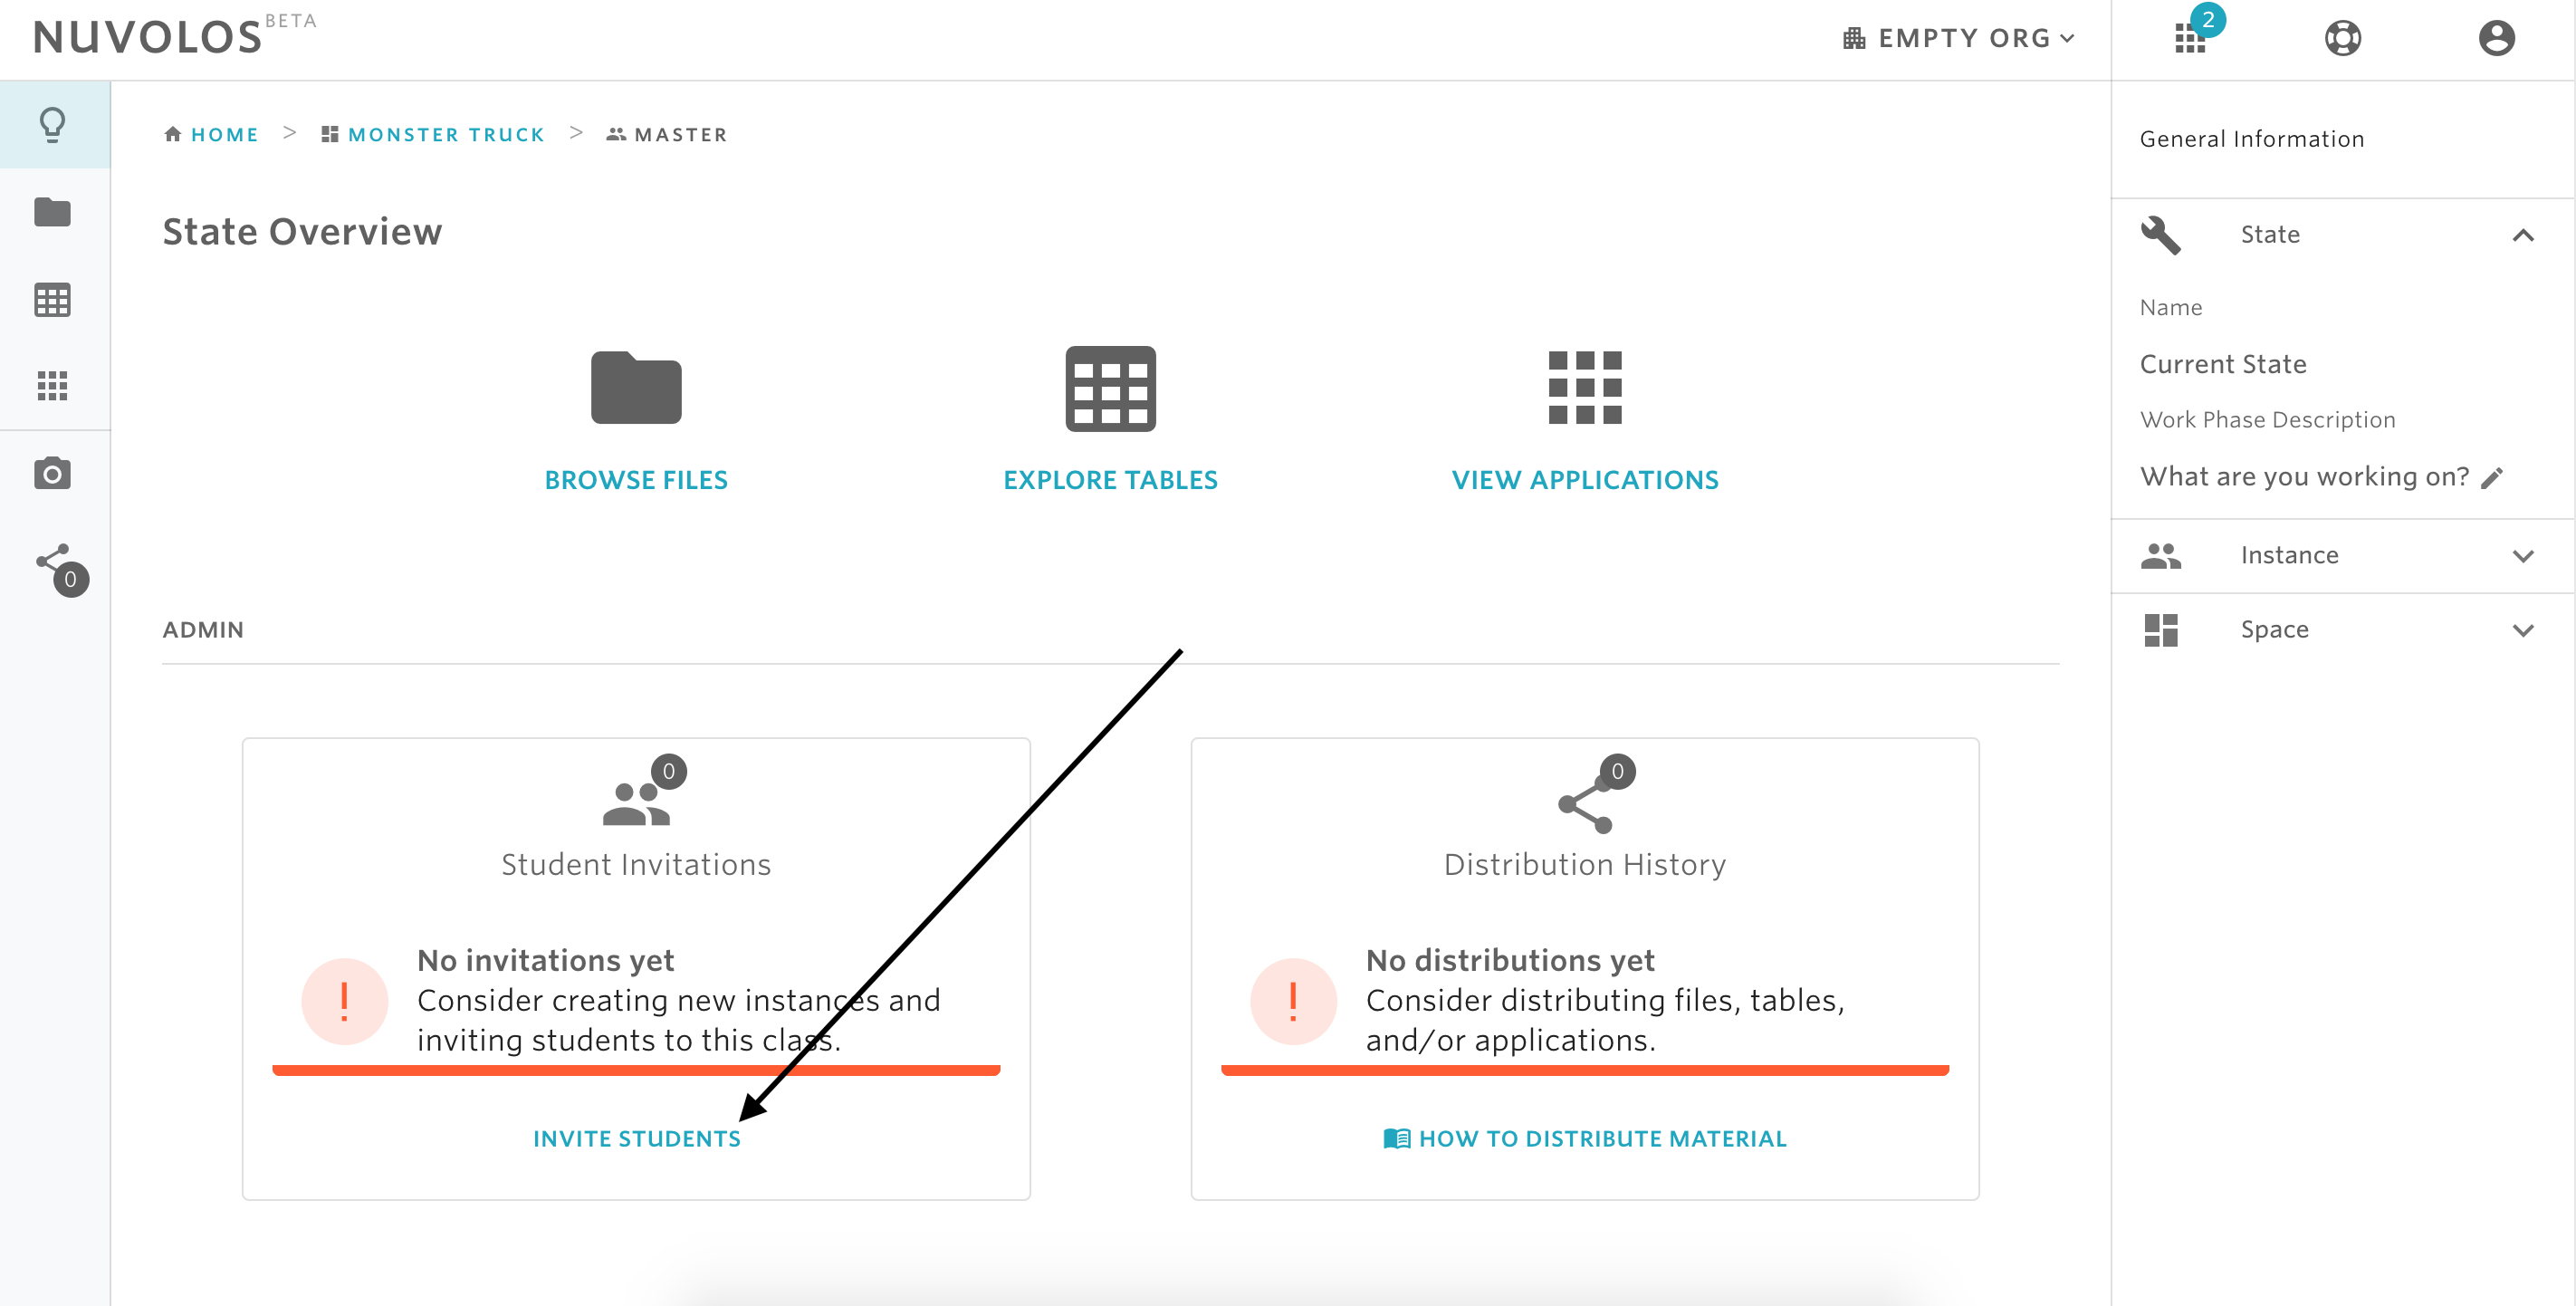 NUVOLOS BETA
EMPTY ORG
2
HOME > MONSTER TRUCK > MASTER
State Overview
BROWSE FILES
EXPLORE TABLES
VIEW APPLICATIONS
0
ADMIN
0
Student Invitations
!
No invitations yet
Consider creating new instances and
inviting students to this class.
INVITE STUDENTS
0
Distribution History
!
No distributions yet
Consider distributing files, tables,
and/or applications.
HOW TO DISTRIBUTE MATERIAL
General Information
State
Name
Current State
Work Phase Description
What are you working on?
Instance
Space